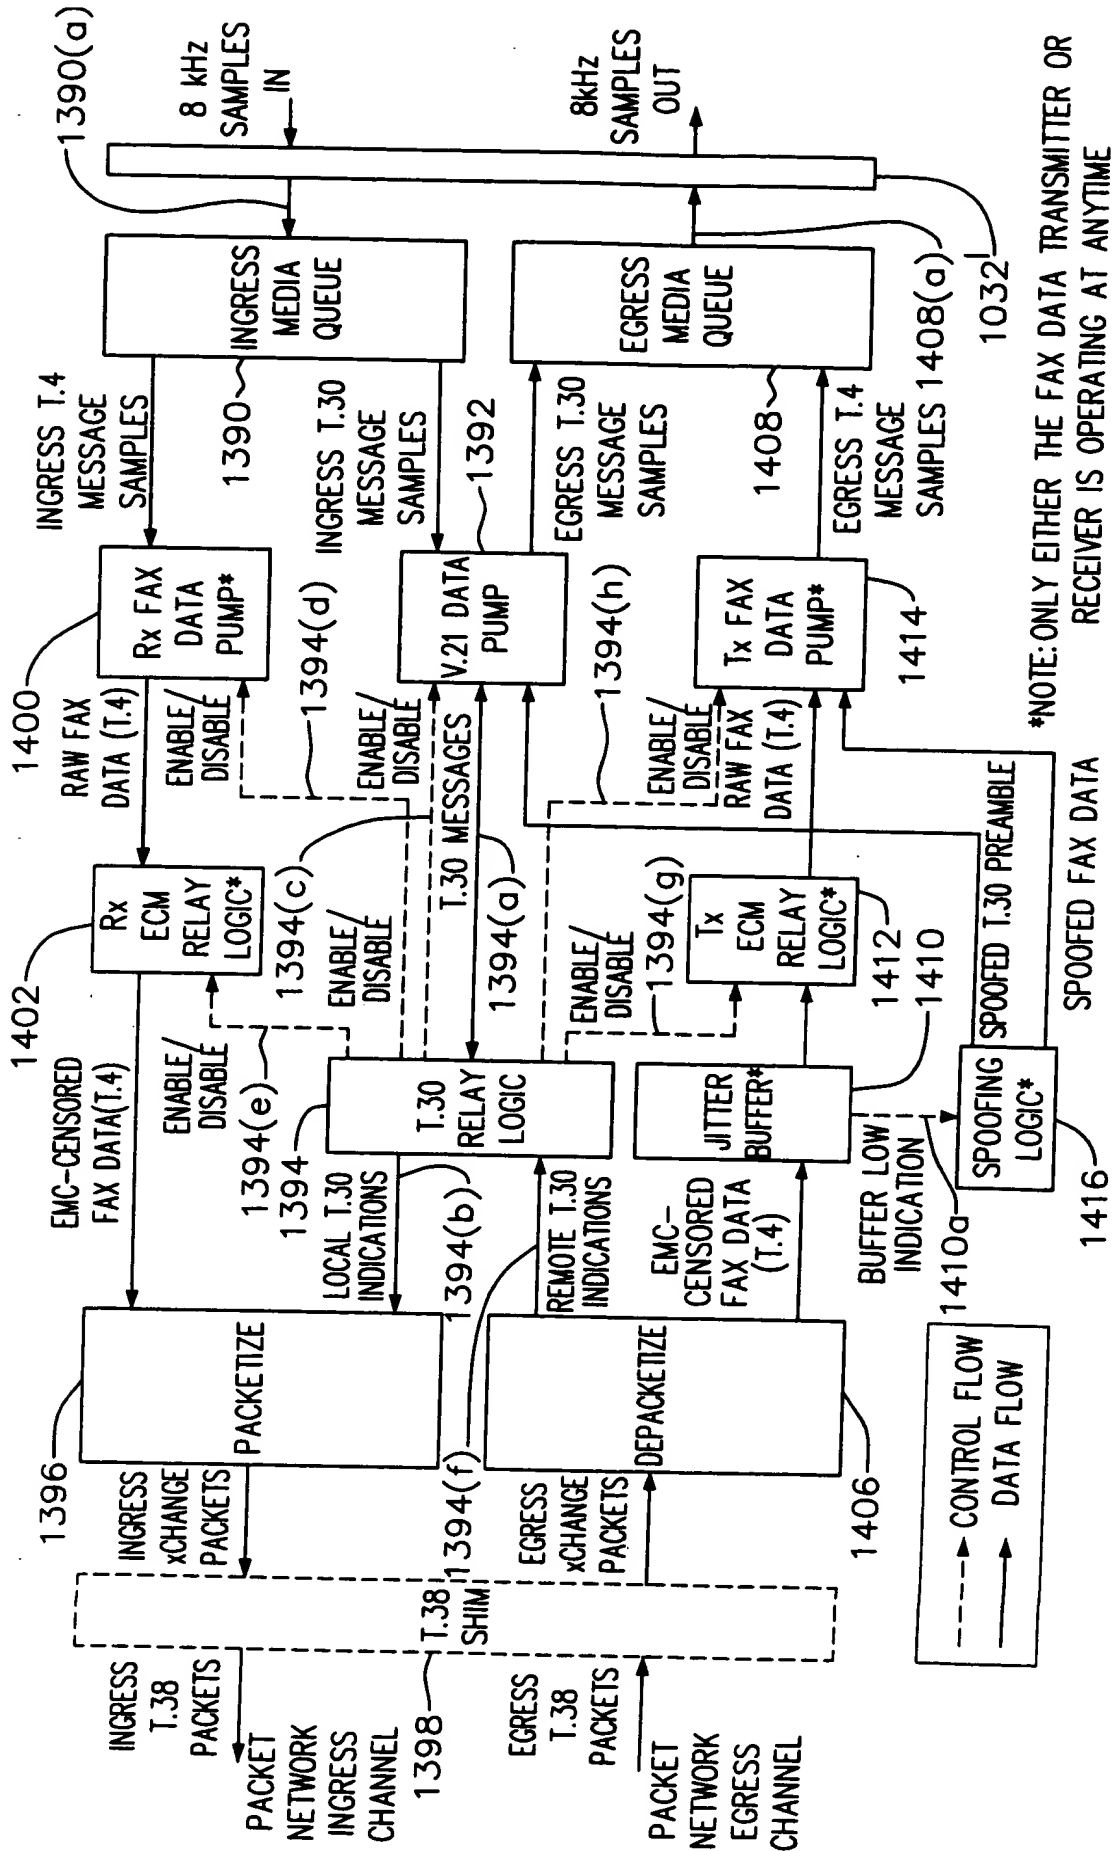 INGRESS
T.38
PACKETS
PACKET
NETWORK
INGRESS
CHANNEL
1398
EGRESS
T.38
PACKETS
PACKET
NETWORK
EGRESS
CHANNEL
T.38
SHIM
1396
INGRESS
xCHANGE
PACKETS
1394(f)
EGRESS
xCHANGE
PACKETS
1406
PACKETIZE
DEPACKETIZE
EMC-CENSORED
FAX DATA(T.4)
ENABLE/
DISABLE
1394(e)
1394
LOCAL T.30
INDICATIONS
1394(b)
REMOTE T.30
INDICATIONS
EMC-
CENSORED
FAX DATA
(T.4)
BUFFER LOW
INDICATION
1410a
1416
T.30
RELAY
LOGIC
JITTER
BUFFER*
SPOOFING
LOGIC*
1402
Rx
ECM
RELAY
LOGIC*
1394(c)
ENABLE/
DISABLE
T.30 MESSAGES
1394(a)
ENABLE/
DISABLE
1394(g)
Tx
ECM
RELAY
LOGIC*
1412
1410
SPOOFED T.30 PREAMBLE
SPOOFED FAX DATA
1400
RAW FAX
DATA (T.4)
ENABLE/
DISABLE
1394(d)
ENABLE/
DISABLE
1394(h)
ENABLE/
DISABLE
RAW FAX
DATA (T.4)
Rx FAX
DATA
PUMP*
V.21 DATA
PUMP
Tx FAX
DATA
PUMP*
1414
INGRESS T.4
MESSAGE
SAMPLES
1390
INGRESS T.30
MESSAGE
SAMPLES
1392
EGRESS T.30
MESSAGE
SAMPLES
1408
EGRESS T.4
MESSAGE
SAMPLES
1408(a)
INGRESS
MEDIA
QUEUE
EGRESS
MEDIA
QUEUE
1390(a)
8 kHz
SAMPLES
IN
8kHz
SAMPLES
OUT
1032'
CONTROL FLOW
DATA FLOW
*NOTE: ONLY EITHER THE FAX DATA TRANSMITTER OR
RECEIVER IS OPERATING AT ANYTIME